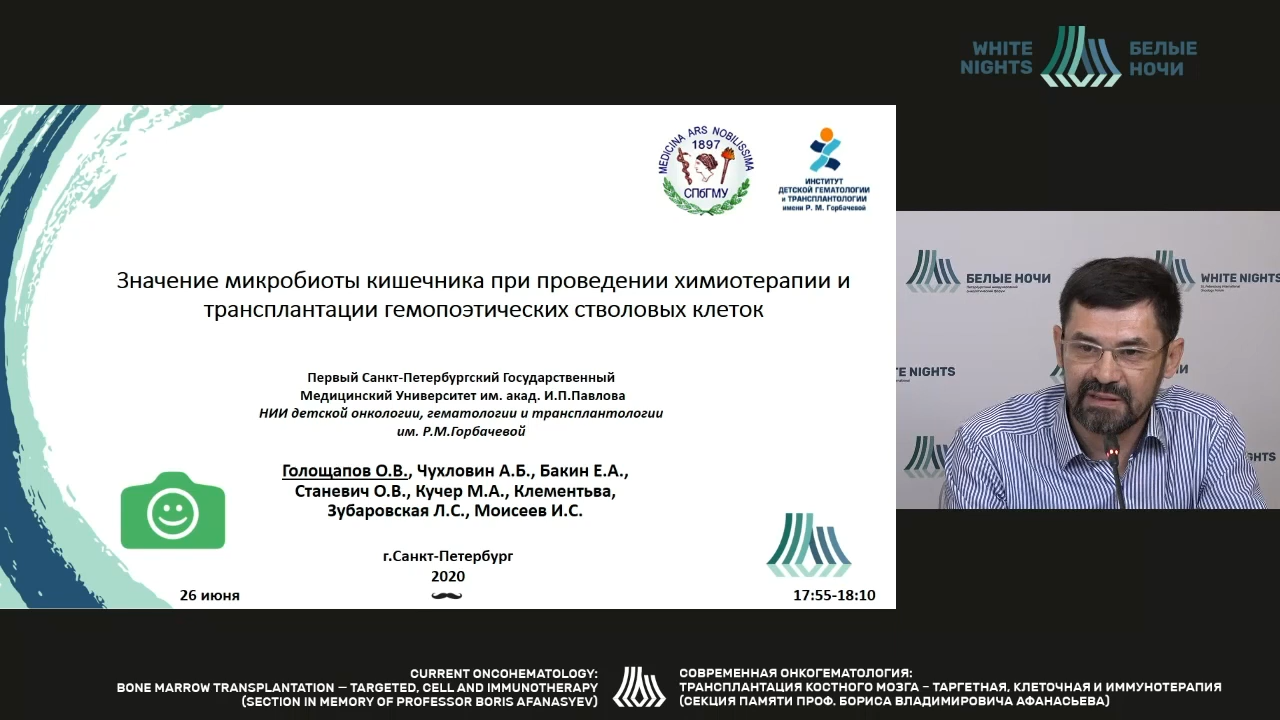 WHITE
NIGHTS
БЕЛЫЕ
НОЧИ
MEDICINA ARS NOBILISSIMA
1897
СПбГМУ
ИНСТИТУТ
ДЕТСКОЙ ГЕМАТОЛОГИИ
и ТРАНСПЛАНТОЛОГИИ
имени Р. М. Горбачевой
Значение микробиоты кишечника при проведении химиотерапии и
трансплантации гемопоэтических стволовых клеток
Первый Санкт-Петербургский Государственный
Медицинский Университет им. акад. И.П.Павлова
НИИ детской онкологии, гематологии и трансплантологии
им. Р.М.Горбачевой
Голощапов О.В., Чухловин А.Б., Бакин Е.А.,
Станевич О.В., Кучер М.А., Клементьва,
Зубаровская Л.С., Моисеев И.С.
г.Санкт-Петербург
2020
26 июня
17:55-18:10
БЕЛЫЕ НОЧИ
WHITE NIGHTS
TE NIGHTS
ЧИ
GHTS
CURRENT ONCOHEMATOLOGY:
BONE MARROW TRANSPLANTATION – TARGETED, CELL AND IMMUNOTHERAPY
(SECTION IN MEMORY OF PROFESSOR BORIS AFANASYEV)
СОВРЕМЕННАЯ ОНКОГЕМАТОЛОГИЯ:
ТРАНСПЛАНТАЦИЯ КОСТНОГО МОЗГА – ТАРГЕТНАЯ, КЛЕТОЧНАЯ И ИММУНОТЕРАПИЯ
(СЕКЦИЯ ПАМЯТИ ПРОФ. БОРИСА ВЛАДИМИРОВИЧА АФАНАСЬЕВА)